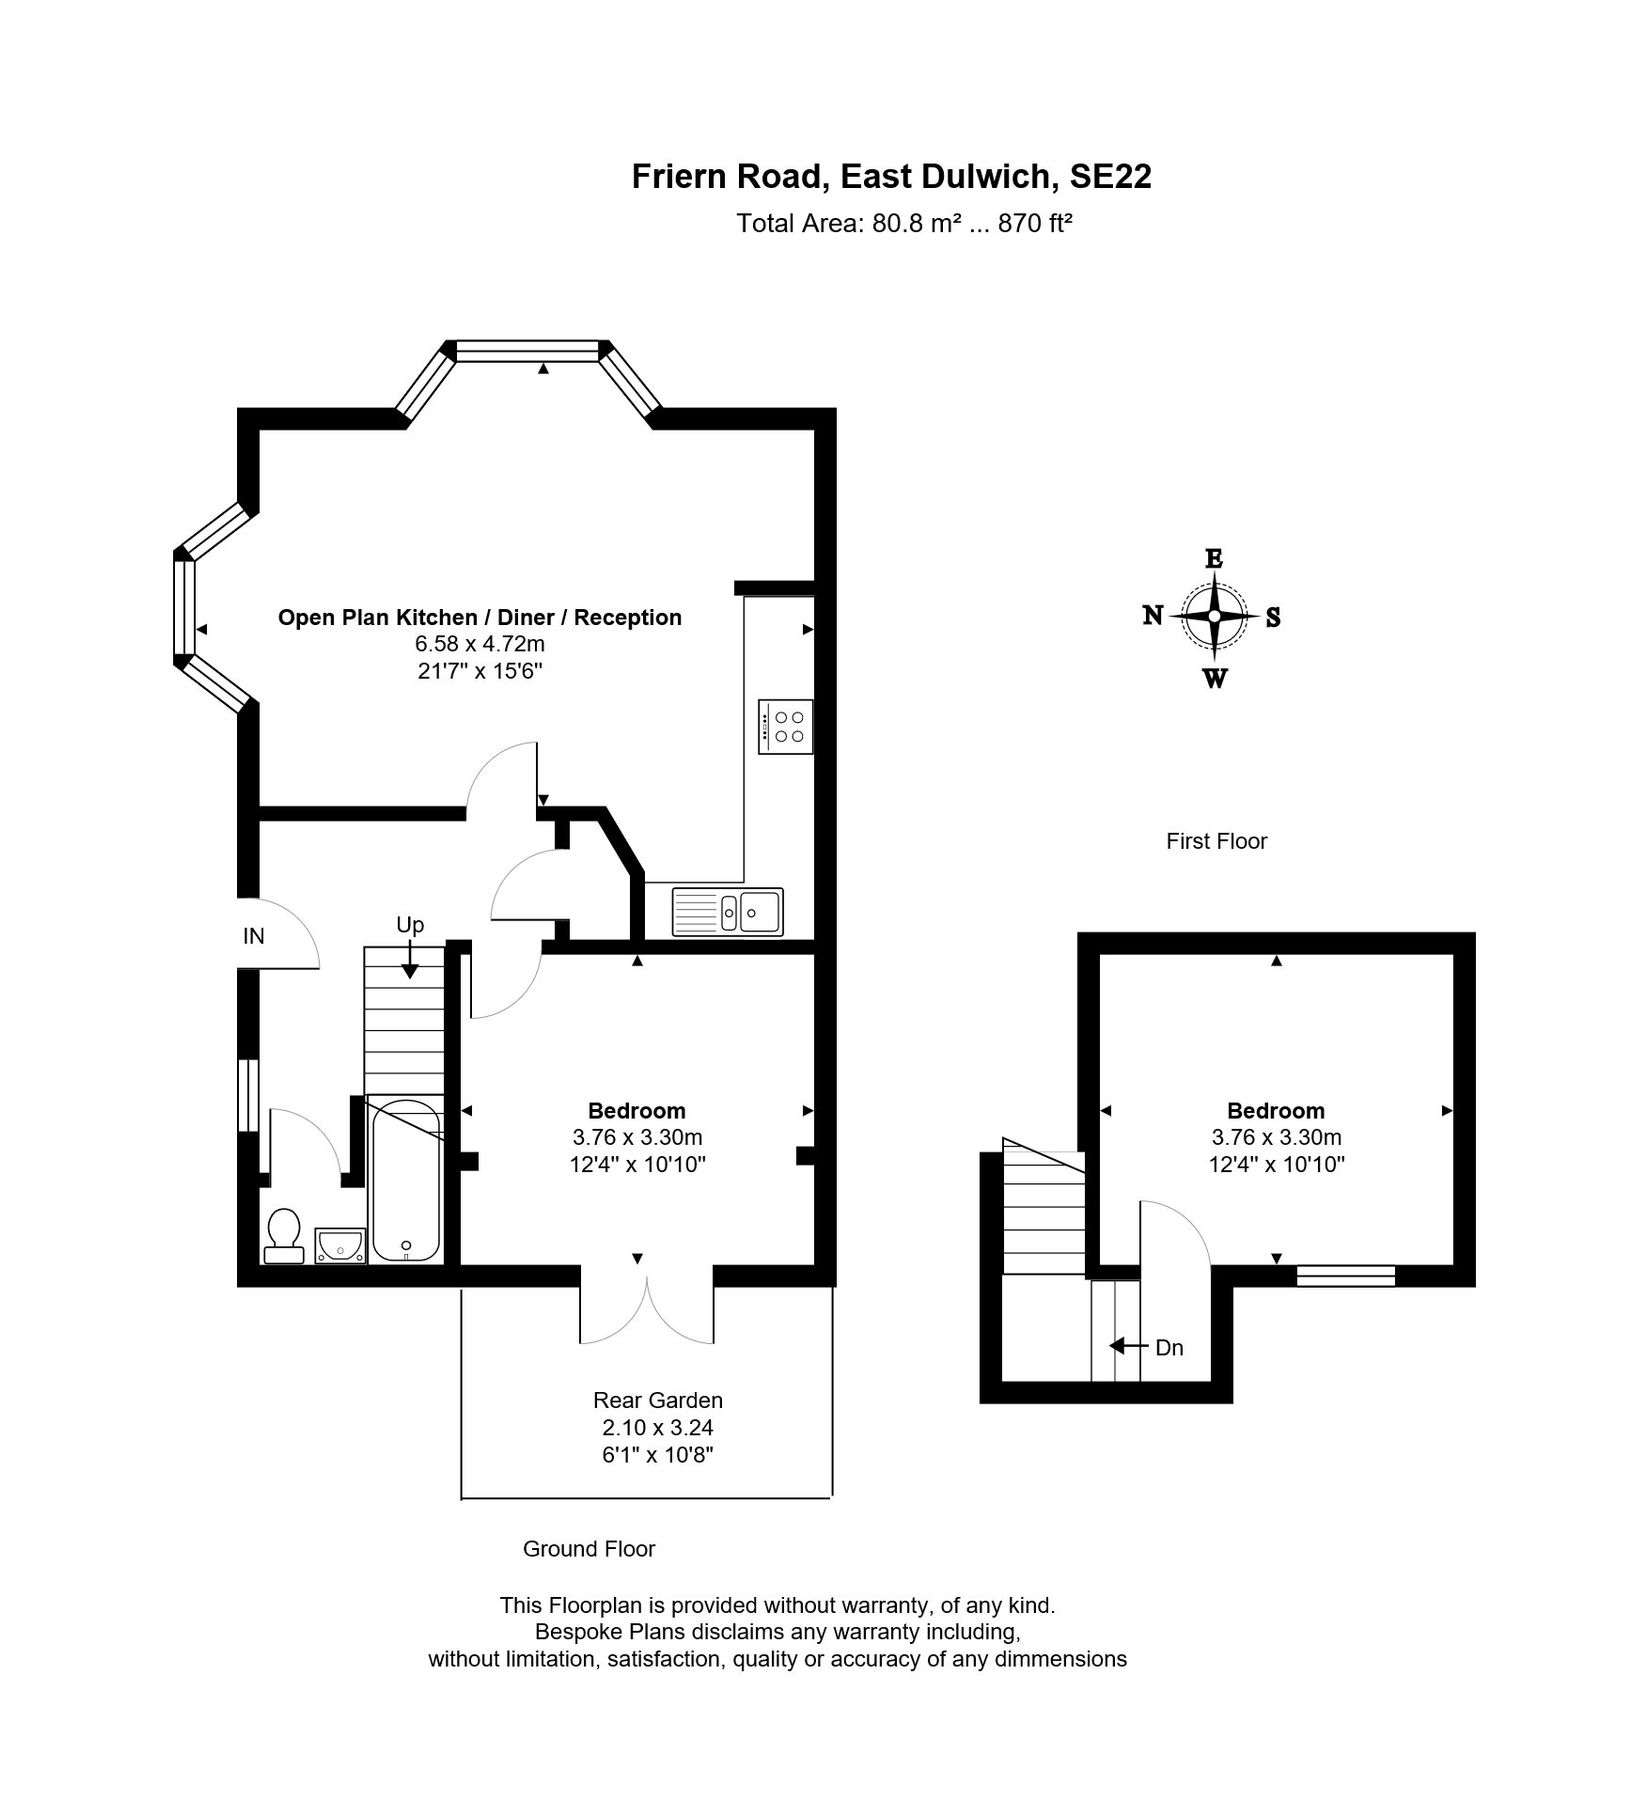 Friern Road, East Dulwich, SE22
Total Area: 80.8 m² ... 870 ft²
Open Plan Kitchen / Diner / Reception
6.58 x 4.72m
21'7" x 15'6"
E
N
S
W
First Floor
IN
Up
Bedroom
3.76 x 3.30m
12'4" x 10'10"
Bedroom
3.76 x 3.30m
12'4" x 10'10"
Dn
Rear Garden
2.10 x 3.24
6'1" x 10'8"
Ground Floor
This Floorplan is provided without warranty, of any kind.
Bespoke Plans disclaims any warranty including,
without limitation, satisfaction, quality or accuracy of any dimmensions